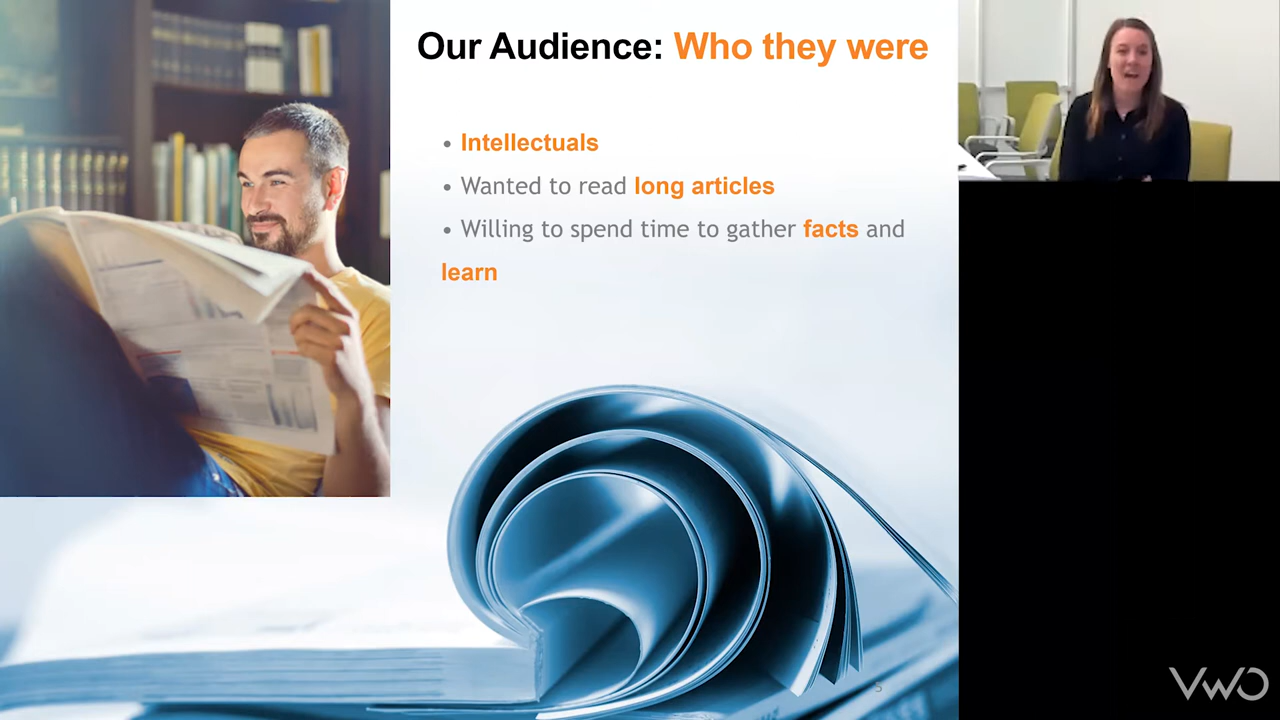 Our Audience: Who they were
• Intellectuals
• Wanted to read long articles
• Willing to spend time to gather facts and
learn
5
VWO